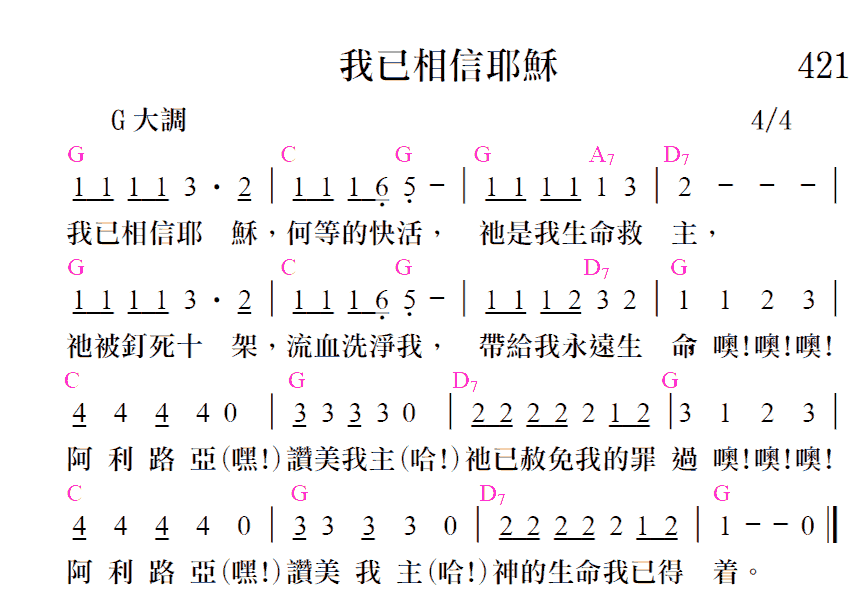 我已相信耶穌 421
G 大調 4/4
G C G G A7 D7
1 1 1 1 3 · 2 | 1 1 1 6 5 – | 1 1 1 1 1 3 | 2 – – – |
我已相信耶 穌，何等的快活， 祂是我生命救 主，
G C G D7 G
1 1 1 1 3 · 2 | 1 1 1 6 5 – | 1 1 1 2 3 2 | 1 1 2 3 |
祂被釘死十 架，流血洗淨我， 帶給我永遠生 命 噢!噢!噢!
C G D7 G
4 4 4 4 0 | 3 3 3 3 0 | 2 2 2 2 2 1 2 | 3 1 2 3 |
阿 利 路 亞(嘿!)讚美我主(哈!)祂已赦免我的罪 過 噢!噢!噢!
C G D7 G
4 4 4 4 0 | 3 3 3 3 0 | 2 2 2 2 2 1 2 | 1 – – 0 ‖
阿 利 路 亞(嘿!)讚美 我 主(哈!)神的生命我已得 着。